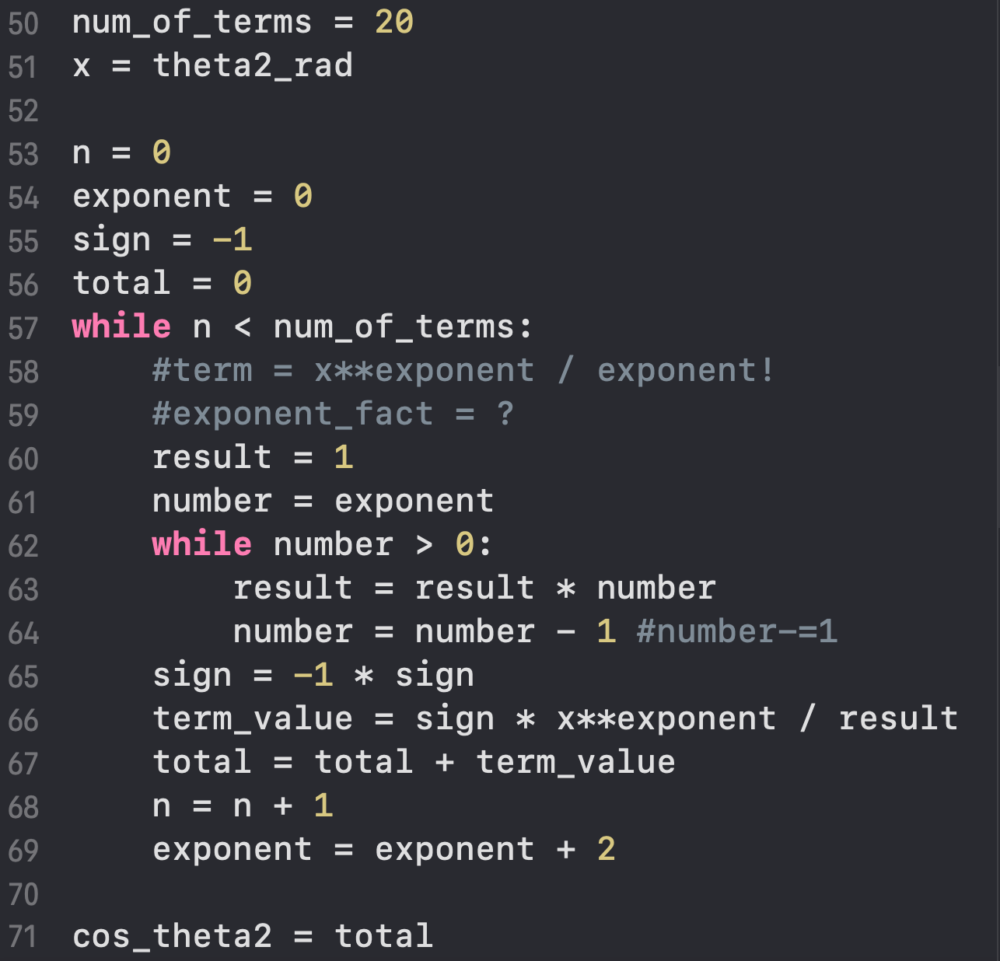 50 num_of_terms = 20
51 x = theta2_rad
52
53 n = 0
54 exponent = 0
55 sign = -1
56 total = 0
57 while n < num_of_terms:
58     #term = x**exponent / exponent!
59     #exponent_fact = ?
60     result = 1
61     number = exponent
62     while number > 0:
63         result = result * number
64         number = number - 1 #number-=1
65     sign = -1 * sign
66     term_value = sign * x**exponent / result
67     total = total + term_value
68     n = n + 1
69     exponent = exponent + 2
70
71 cos_theta2 = total